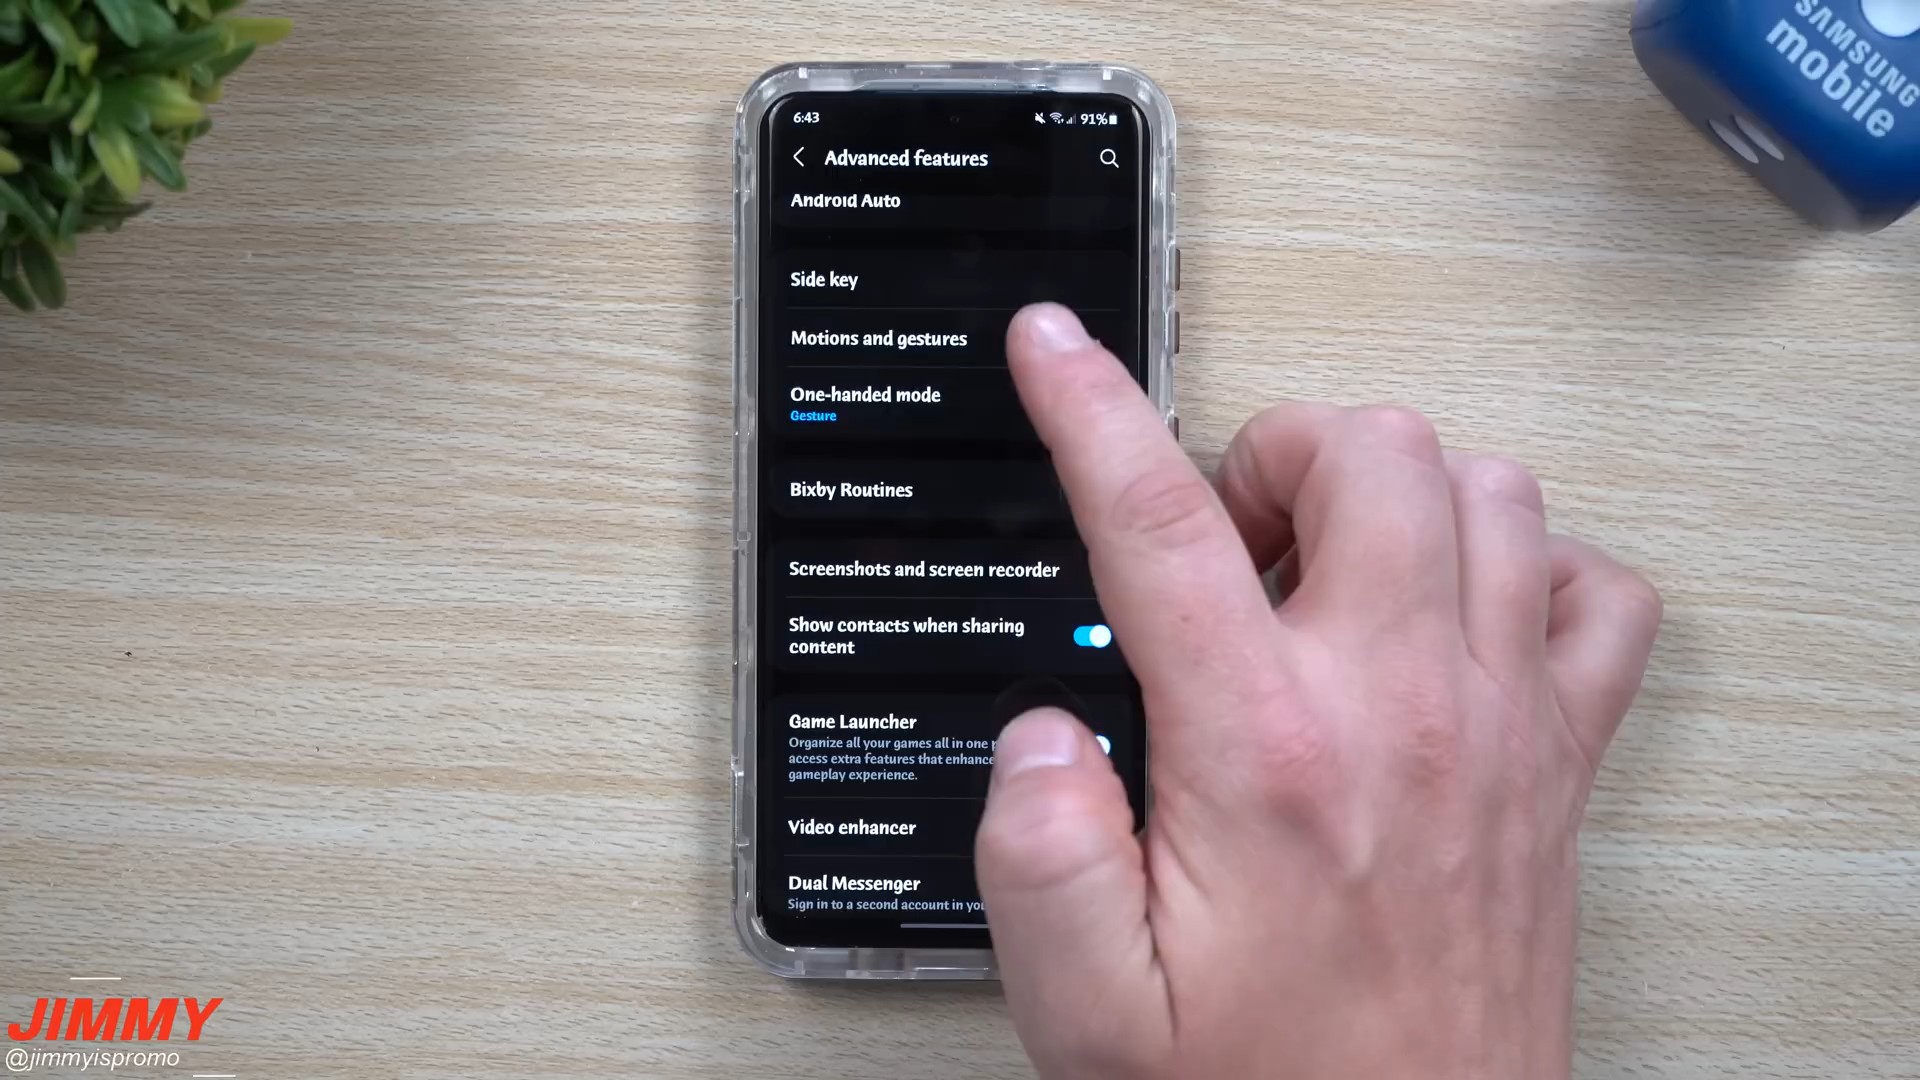 SAMSUNG
mobile
6:43
91%
Advanced features
Android Auto
Side key
Motions and gestures
One-handed mode
Gesture
Bixby Routines
Screenshots and screen recorder
Show contacts when sharing
content
Game Launcher
Organize all your games all in one
access extra features that enhance
gameplay experience.
Video enhancer
Dual Messenger
Sign in to a second account in
JIMMY
@jimmyispromo